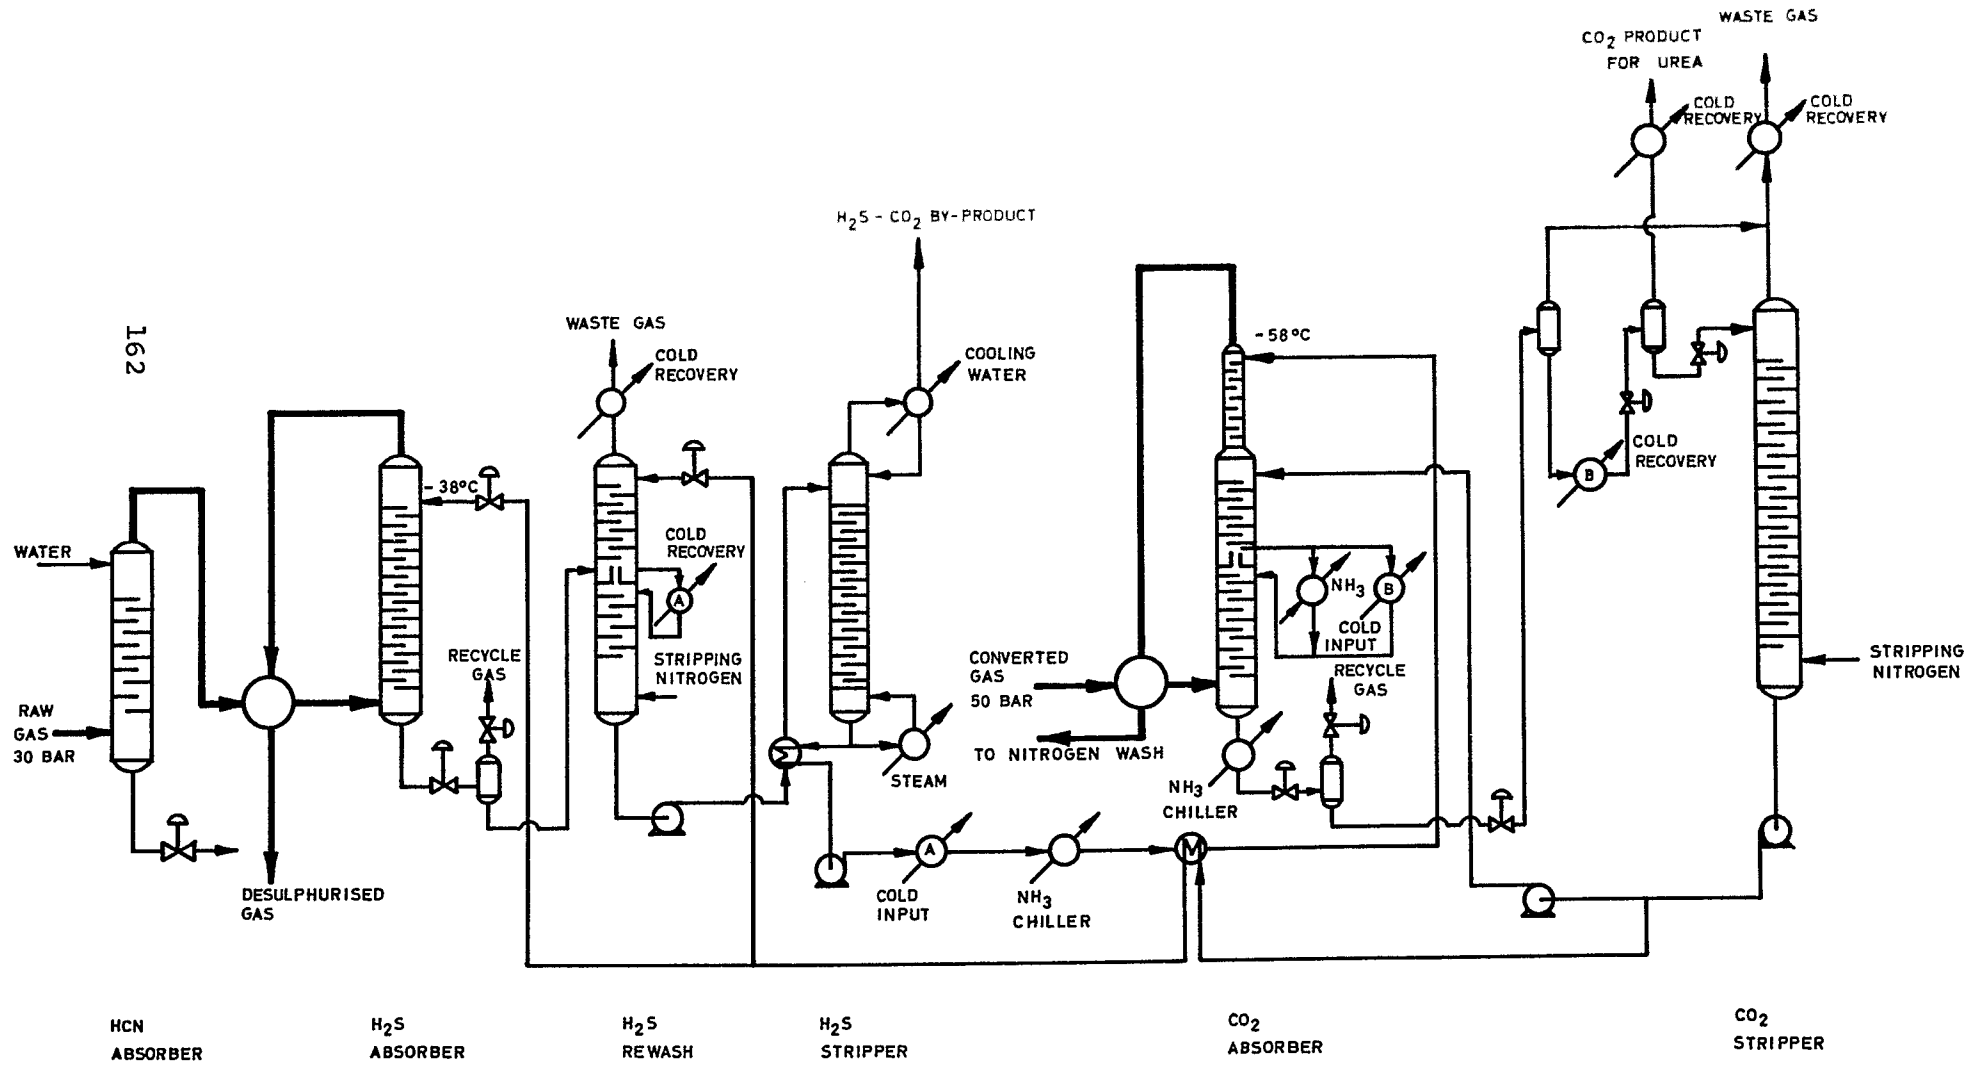 WASTE GAS
CO2 PRODUCT
FOR UREA
COLD
RECOVERY
COLD
RECOVERY
H2S - CO2 BY-PRODUCT
162
WASTE GAS
COLD
RECOVERY
COOLING
WATER
-58°C
COLD
RECOVERY
B
-38°C
WATER
COLD
RECOVERY
A
NH3
B
COLD
INPUT
RECYCLE
GAS
STRIPPING
NITROGEN
CONVERTED
GAS
50 BAR
RECYCLE
GAS
STRIPPING
NITROGEN
RAW
GAS
30 BAR
TO NITROGEN WASH
STEAM
NH3
CHILLER
DESULPHURISED
GAS
A
COLD
INPUT
NH3
CHILLER
HCN
ABSORBER
H2S
ABSORBER
H2S
REWASH
H2S
STRIPPER
CO2
ABSORBER
CO2
STRIPPER